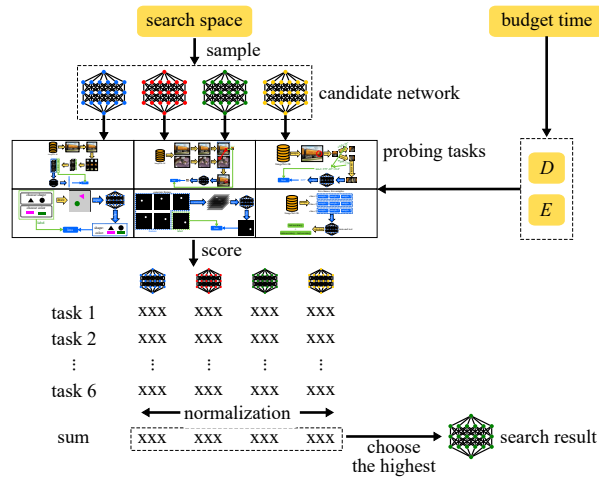 search space
budget time
sample
candidate network
probing tasks
D
E
score
task 1 xxx xxx xxx xxx
task 2 xxx xxx xxx xxx
⋮ ⋮ ⋮ ⋮ ⋮
task 6 xxx xxx xxx xxx
normalization
sum xxx xxx xxx xxx
choose
the highest
search result